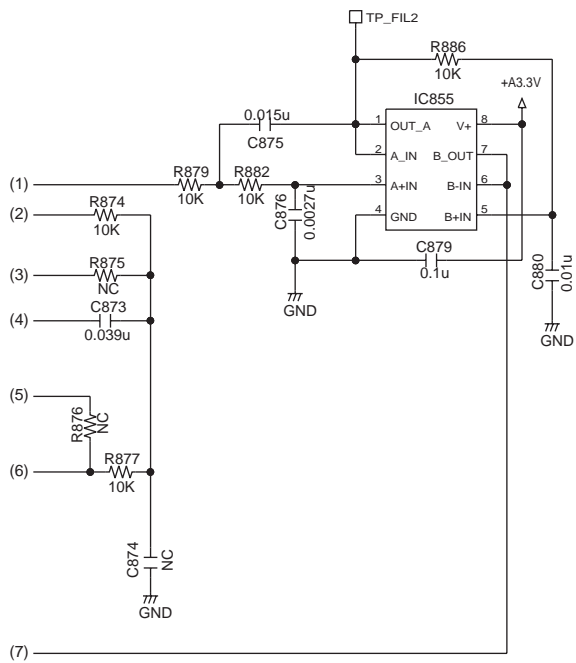 TP_FIL2
R886
10K
+A3.3V
IC855
0.015u
C875
1 OUT_A V+ 8
2 A_IN B_OUT 7
3 A+IN B-IN 6
4 GND B+IN 5
R879
10K
R882
10K
C876
0.0027u
C879
0.1u
C880
0.01u
GND
GND
(1)
(2)
R874
10K
(3)
R875
NC
(4)
C873
0.039u
(5)
R876
NC
(6)
R877
10K
C874
NC
GND
(7)